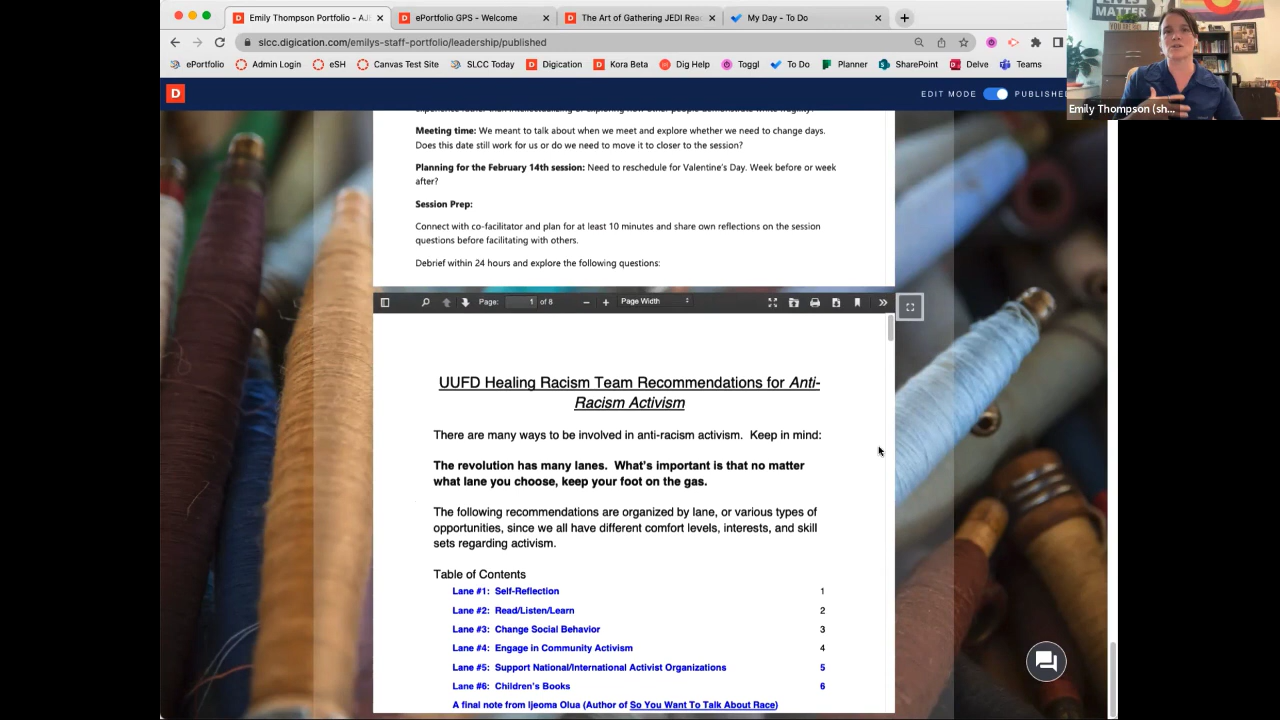 Emily Thompson Portfolio - AJ
ePortfolio GPS - Welcome
The Art of Gathering JEDI Rea
My Day - To Do
slcc.digication.com/emilys-staff-portfolio/leadership/published
ePortfolio
Admin Login
eSH
Canvas Test Site
SLCC Today
Digication
Kora Beta
Dig Help
Toggl
To Do
Planner
SharePoint
Delve
Teams
D
EDIT MODE
PUBLISHE
LIVES
MATTER
Emily Thompson (sh...
Meeting time: We meant to talk about when we meet and explore whether we need to change days.
Does this date still work for us or do we need to move it to closer to the session?
Planning for the February 14th session: Need to reschedule for Valentine's Day. Week before or week
after?
Session Prep:
Connect with co-facilitator and plan for at least 10 minutes and share own reflections on the session
questions before facilitating with others.
Debrief within 24 hours and explore the following questions:
Page: 1 of 8
Page Width
UUFD Healing Racism Team Recommendations for Anti-
Racism Activism
There are many ways to be involved in anti-racism activism. Keep in mind:
The revolution has many lanes. What's important is that no matter
what lane you choose, keep your foot on the gas.
The following recommendations are organized by lane, or various types of
opportunities, since we all have different comfort levels, interests, and skill
sets regarding activism.
Table of Contents
Lane #1: Self-Reflection 1
Lane #2: Read/Listen/Learn 2
Lane #3: Change Social Behavior 3
Lane #4: Engage in Community Activism 4
Lane #5: Support National/International Activist Organizations 5
Lane #6: Children's Books 6
A final note from Ijeoma Olua (Author of So You Want To Talk About Race)